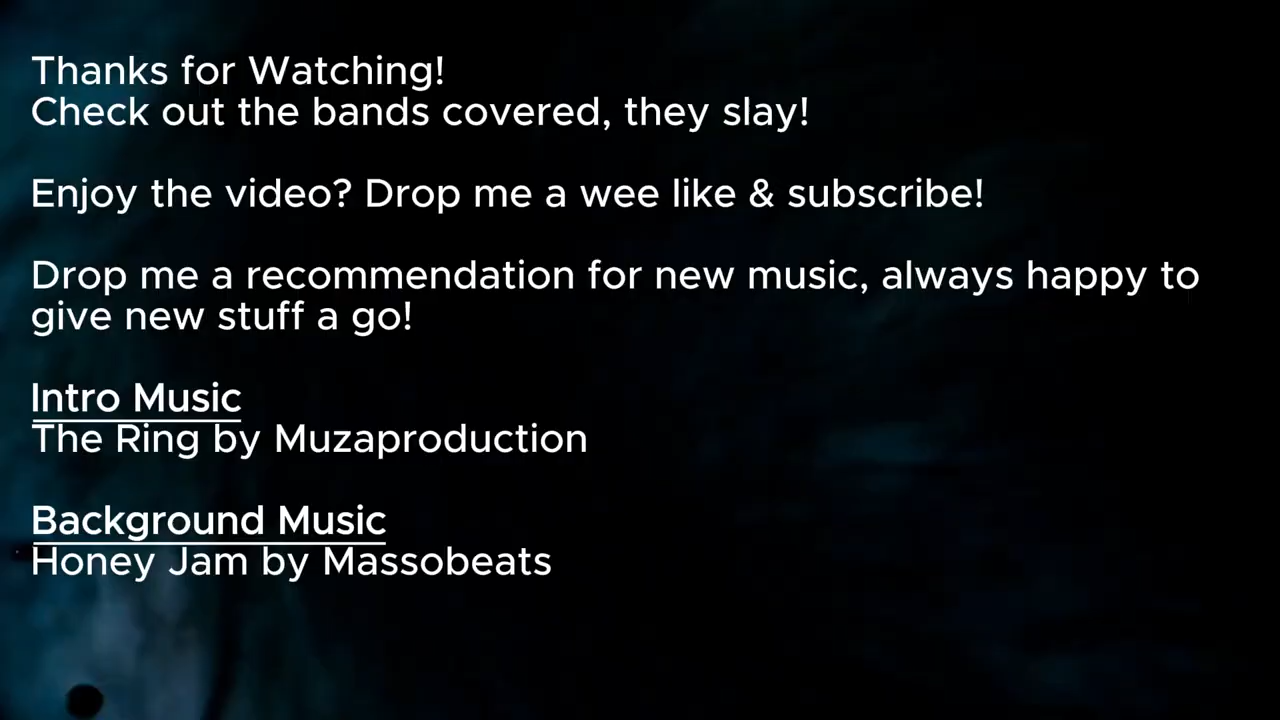 Thanks for Watching!
Check out the bands covered, they slay!
Enjoy the video? Drop me a wee like & subscribe!
Drop me a recommendation for new music, always happy to
give new stuff a go!
Intro Music
The Ring by Muzaproduction
Background Music
Honey Jam by Massobeats